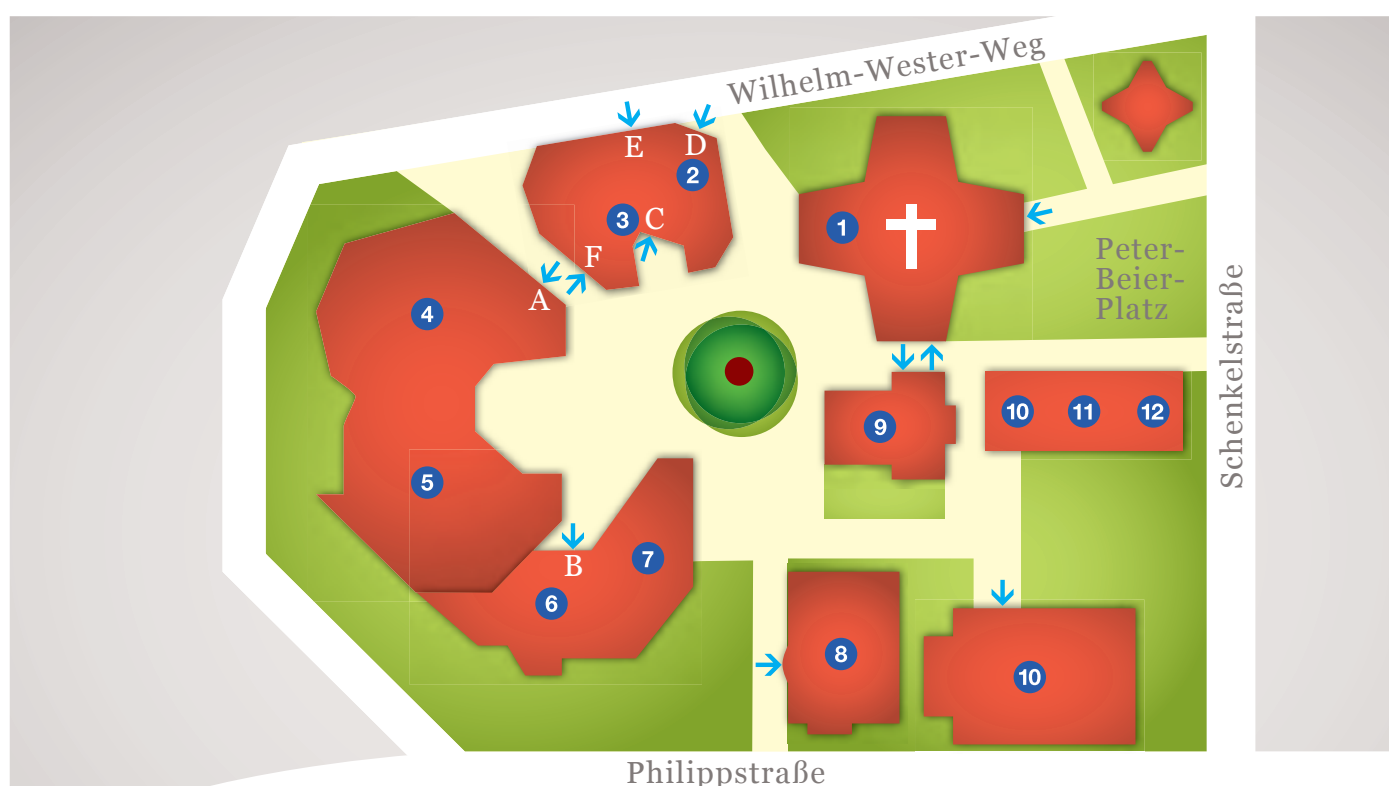 Wilhelm-Wester-Weg
E
D
2
3
C
1
F
A
Peter-
Beier-
Platz
4
Schenkelstraße
10
11
12
9
5
B
7
6
8
10
Philippstraße